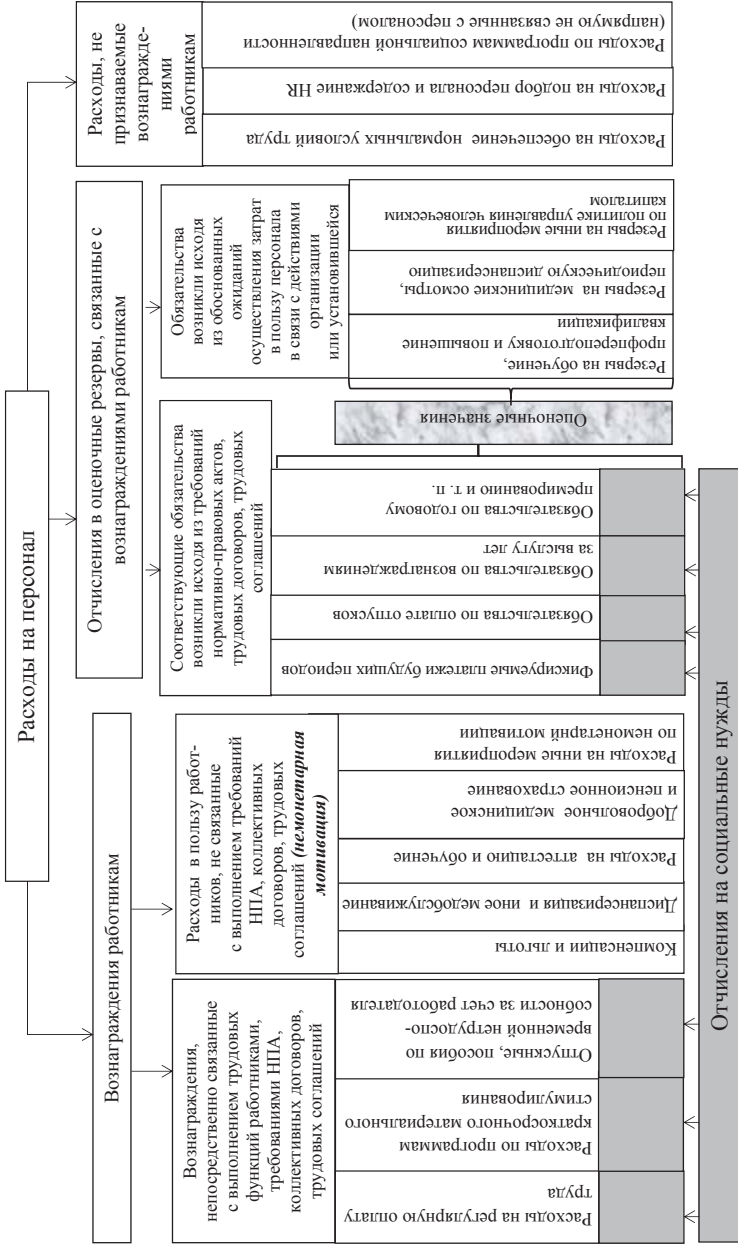 Расходы на персонал
Вознаграждения работникам
Отчисления в оценочные резервы, связанные с
вознаграждениями работникам
Расходы, не
признаваемые
вознагражде-
ниями
работникам
Вознаграждения,
непосредственно связанные
с выполнением трудовых
функций работниками,
требованиями НПА,
коллективных договоров,
трудовых соглашений
Расходы на регулярную оплату
труда
Расходы по программам
краткосрочного материального
стимулирования
Отпускные, пособия по
временной нетрудоспо-
собности за счет работодателя
Расходы в пользу работ-
ников, не связанные
с выполнением требований
НПА, коллективных
договоров, трудовых
соглашений (немонетарная
мотивация)
Компенсации и льготы
Диспансеризация и иное медобслуживание
Расходы на аттестацию и обучение
Добровольное медицинское
и пенсионное страхование
Расходы на иные мероприятия
по немонетарной мотивации
Соответствующие обязательства
возникли исходя из требований
нормативно-правовых актов,
трудовых договоров, трудовых
соглашений
Фиксируемые платежи будущих периодов
Обязательства по оплате отпусков
Обязательства по вознаграждениям
за выслугу лет
Обязательства по годовому
премированию и т. п.
Оценочные значения
Обязательства
возникли исходя
из обоснованных
ожиданий
осуществления затрат
в пользу персонала
в связи с действиями
организации
или установившейся
Резервы на обучение,
профпереподготовку и повышение
квалификации
Резервы на медицинские осмотры,
периодическую диспансеризацию
Резервы на иные мероприятия
по политике управления человеческим
капиталом
Расходы на обеспечение нормальных условий труда
Расходы на подбор персонала и содержание HR
Расходы по программам социальной направленности
(напрямую не связанные с персоналом)
Отчисления на социальные нужды